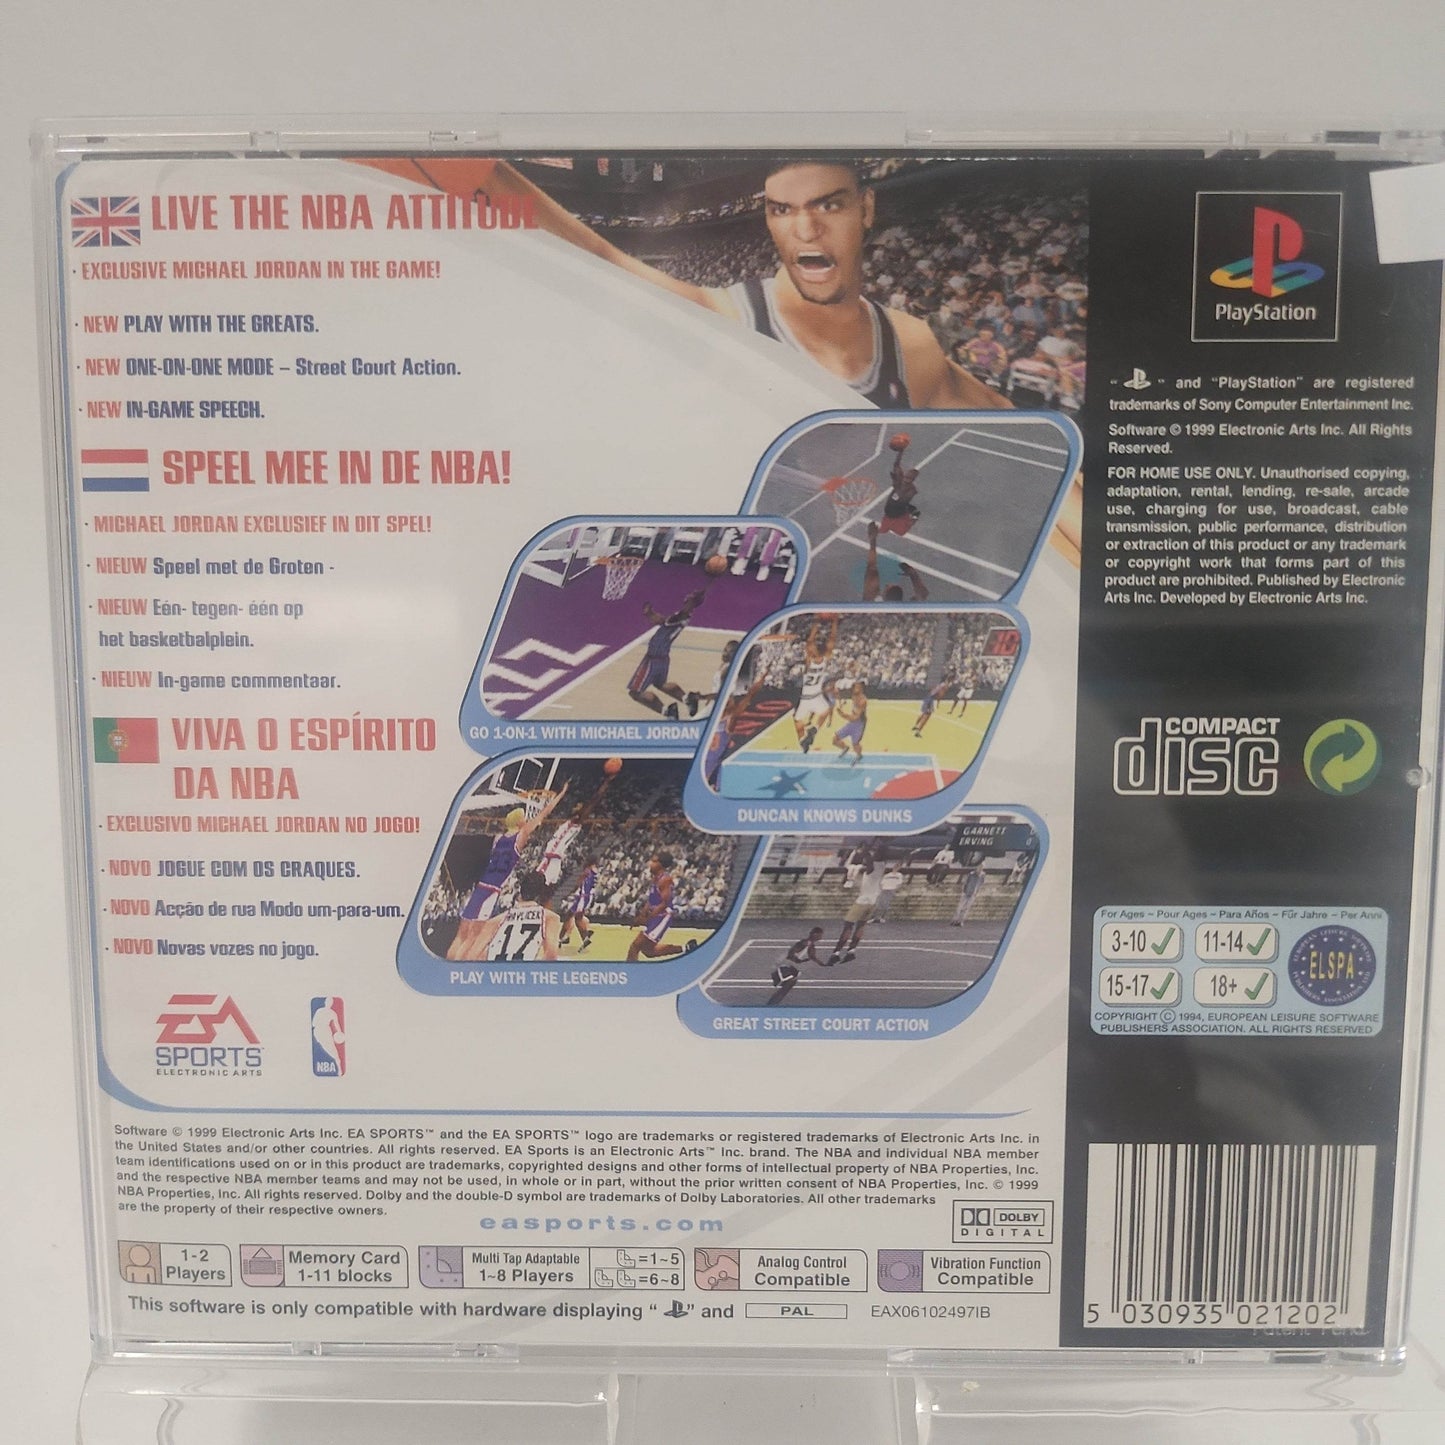 LIVE THE NBA ATTITUDE
· EXCLUSIVE MICHAEL JORDAN IN THE GAME!
· NEW PLAY WITH THE GREATS.
· NEW ONE-ON-ONE MODE – Street Court Action.
· NEW IN-GAME SPEECH.
SPEEL MEE IN DE NBA!
· MICHAEL JORDAN EXCLUSIEF IN DIT SPEL!
· NIEUW Speel met de Groten -
· NIEUW Eén- tegen- één op
het basketbalplein.
· NIEUW In-game commentaar.
VIVA O ESPÍRITO
DA NBA
· EXCLUSIVO MICHAEL JORDAN NO JOGO!
· NOVO JOGUE COM OS CRAQUES.
· NOVO Acção de rua Modo um-para-um.
· NOVO Novas vozes no jogo.
EA
SPORTS™
ELECTRONIC ARTS
NBA
GO 1-ON-1 WITH MICHAEL JORDAN
21
10
DUNCAN KNOWS DUNKS
33
HAVLICEK
17
PLAY WITH THE LEGENDS
GARNETT 0
ERVING 0
GREAT STREET COURT ACTION
PlayStation
" " and "PlayStation" are registered
trademarks of Sony Computer Entertainment Inc.
Software © 1999 Electronic Arts Inc. All Rights
Reserved.
FOR HOME USE ONLY. Unauthorised copying,
adaptation, rental, lending, re-sale, arcade
use, charging for use, broadcast, cable
transmission, public performance, distribution
or extraction of this product or any trademark
or copyright work that forms part of this
product are prohibited. Published by Electronic
Arts Inc. Developed by Electronic Arts Inc.
COMPACT
disc
For Ages ~ Pour Ages ~ Para Años ~ Für Jahre ~ Per Anni
3-10 11-14
15-17 18+
ELSPA
COPYRIGHT © 1994, EUROPEAN LEISURE SOFTWARE
PUBLISHERS ASSOCIATION. ALL RIGHTS RESERVED
Software © 1999 Electronic Arts Inc. EA SPORTS™ and the EA SPORTS™ logo are trademarks or registered trademarks of Electronic Arts Inc. in
the United States and/or other countries. All rights reserved. EA Sports is an Electronic Arts™ Inc. brand. The NBA and individual NBA member
team identifications used on or in this product are trademarks, copyrighted designs and other forms of intellectual property of NBA Properties, Inc.
and the respective NBA member teams and may not be used, in whole or in part, without the prior written consent of NBA Properties, Inc. © 1999
NBA Properties, Inc. All rights reserved. Dolby and the double-D symbol are trademarks of Dolby Laboratories. All other trademarks
are the property of their respective owners.
easports.com
DOLBY
DIGITAL
1-2
Players
Memory Card
1-11 blocks
Multi Tap Adaptable
1~8 Players
=1~5
=6~8
Analog Control
Compatible
Vibration Function
Compatible
This software is only compatible with hardware displaying " " and PAL EAX06102497IB
5 030935 021202